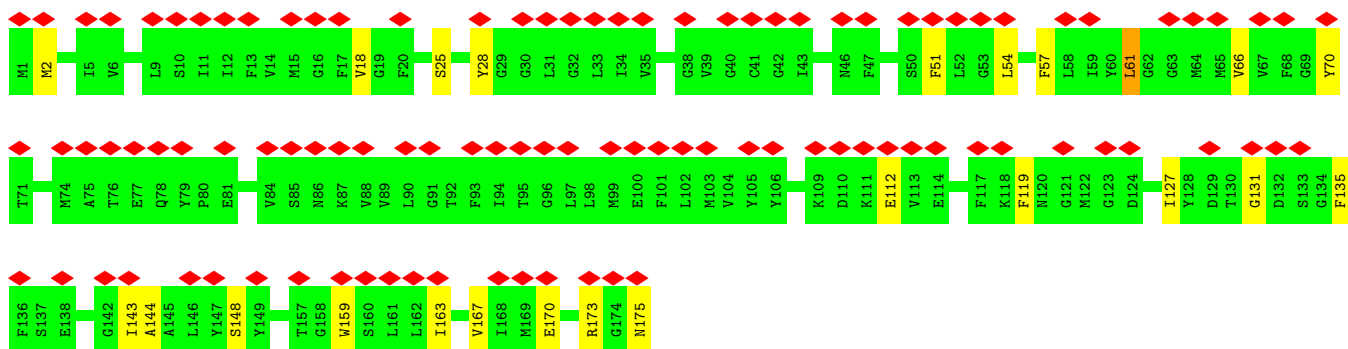 M1 M2 I5 V6 L9 S10 I11 I12 F13 V14 M15 G16 F17 V18 G19 F20 S25 Y28 G29 G30 L31 G32 L33 I34 V35 G38 V39 G40 C41 G42 I43 N46 F47 S50 F51 L52 G53 L54 F57 L58 I59 Y60 L61 G62 G63 M64 M65 V66 V67 F68 G69 Y70
T71 M74 A75 T76 E77 Q78 Y79 P80 E81 V84 S85 N86 K87 V88 V89 L90 G91 T92 F93 I94 T95 G96 L97 L98 M99 E100 F101 L102 M103 V104 Y105 Y106 K109 D110 K111 E112 V113 E114 F117 K118 F119 N120 G121 M122 G123 D124 I127 Y128 D129 T130 G131 D132 S133 G134 F135
F136 S137 E138 G142 I143 A144 A145 L146 Y147 S148 Y149 T157 G158 W159 S160 L161 L162 I163 V167 I168 M169 E170 R173 G174 N175